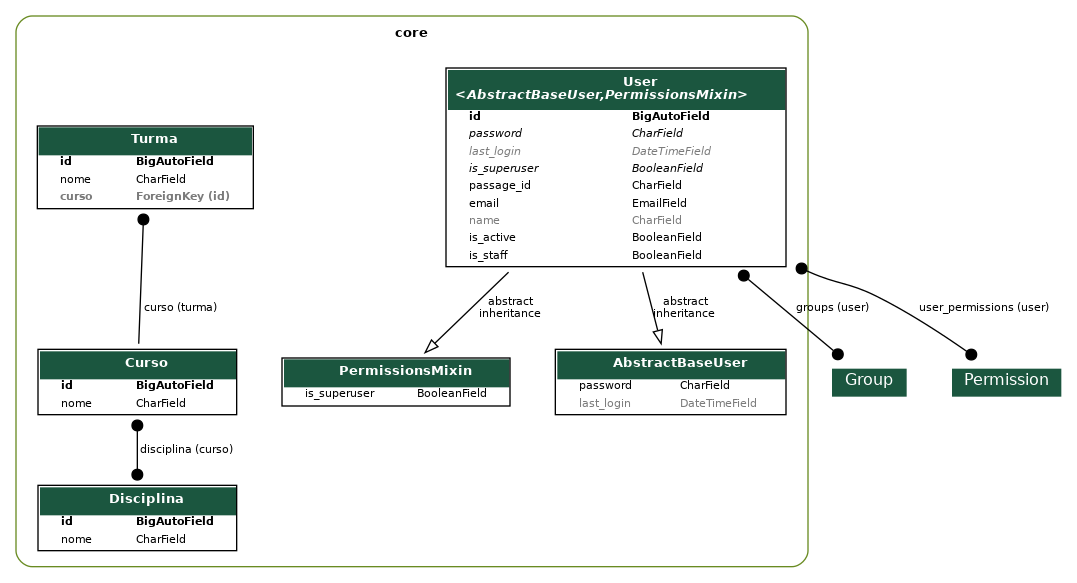 core
User
<AbstractBaseUser,PermissionsMixin>
id BigAutoField
password CharField
last_login DateTimeField
is_superuser BooleanField
passage_id CharField
email EmailField
name CharField
is_active BooleanField
is_staff BooleanField
Turma
id BigAutoField
nome CharField
curso ForeignKey (id)
curso (turma)
abstract
inheritance
abstract
inheritance
groups (user)
user_permissions (user)
Curso
id BigAutoField
nome CharField
PermissionsMixin
is_superuser BooleanField
AbstractBaseUser
password CharField
last_login DateTimeField
Group
Permission
disciplina (curso)
Disciplina
id BigAutoField
nome CharField